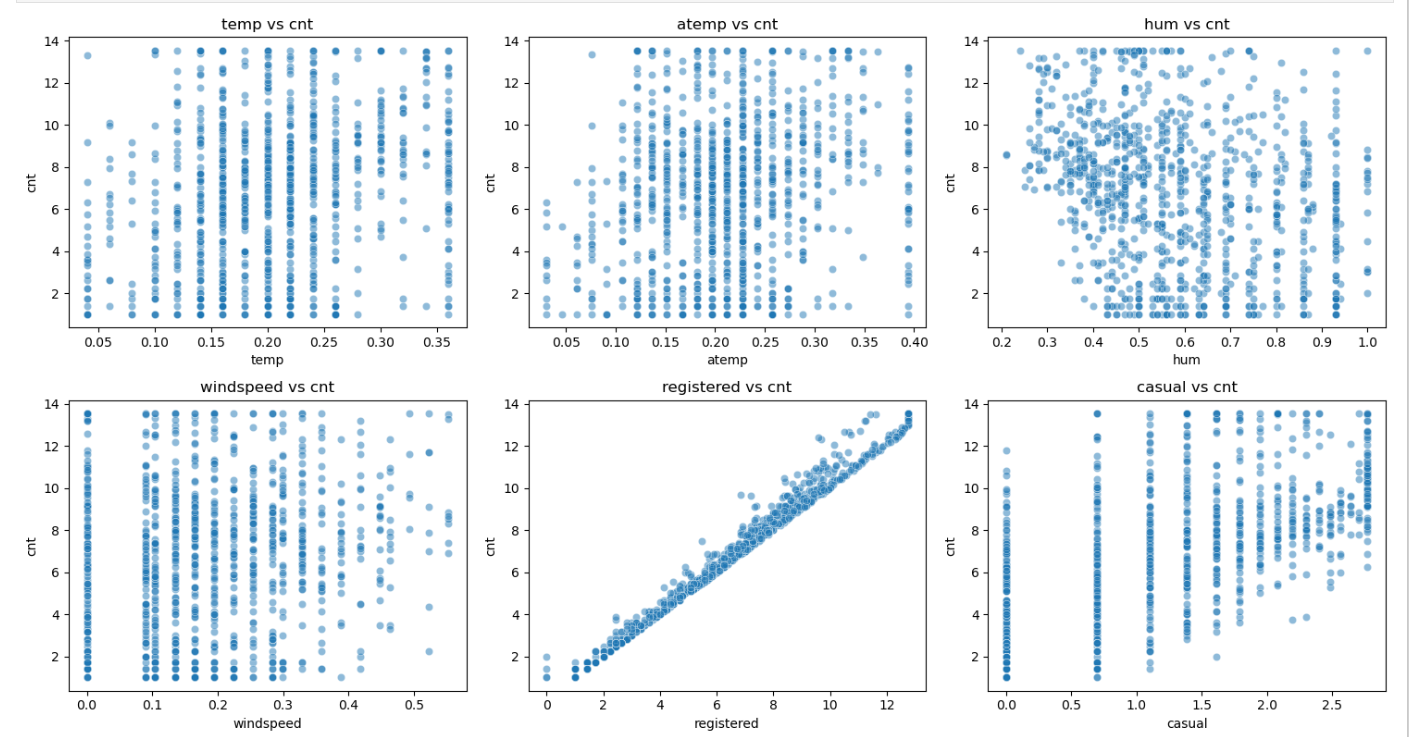 temp vs cnt
atemp vs cnt
hum vs cnt
14
12
10
8
6
4
2
cnt
0.05 0.10 0.15 0.20 0.25 0.30 0.35
temp
14
12
10
8
6
4
2
cnt
0.05 0.10 0.15 0.20 0.25 0.30 0.35 0.40
atemp
14
12
10
8
6
4
2
cnt
0.2 0.3 0.4 0.5 0.6 0.7 0.8 0.9 1.0
hum
windspeed vs cnt
registered vs cnt
casual vs cnt
14
12
10
8
6
4
2
cnt
0.0 0.1 0.2 0.3 0.4 0.5
windspeed
14
12
10
8
6
4
2
cnt
0 2 4 6 8 10 12
registered
14
12
10
8
6
4
2
cnt
0.0 0.5 1.0 1.5 2.0 2.5
casual